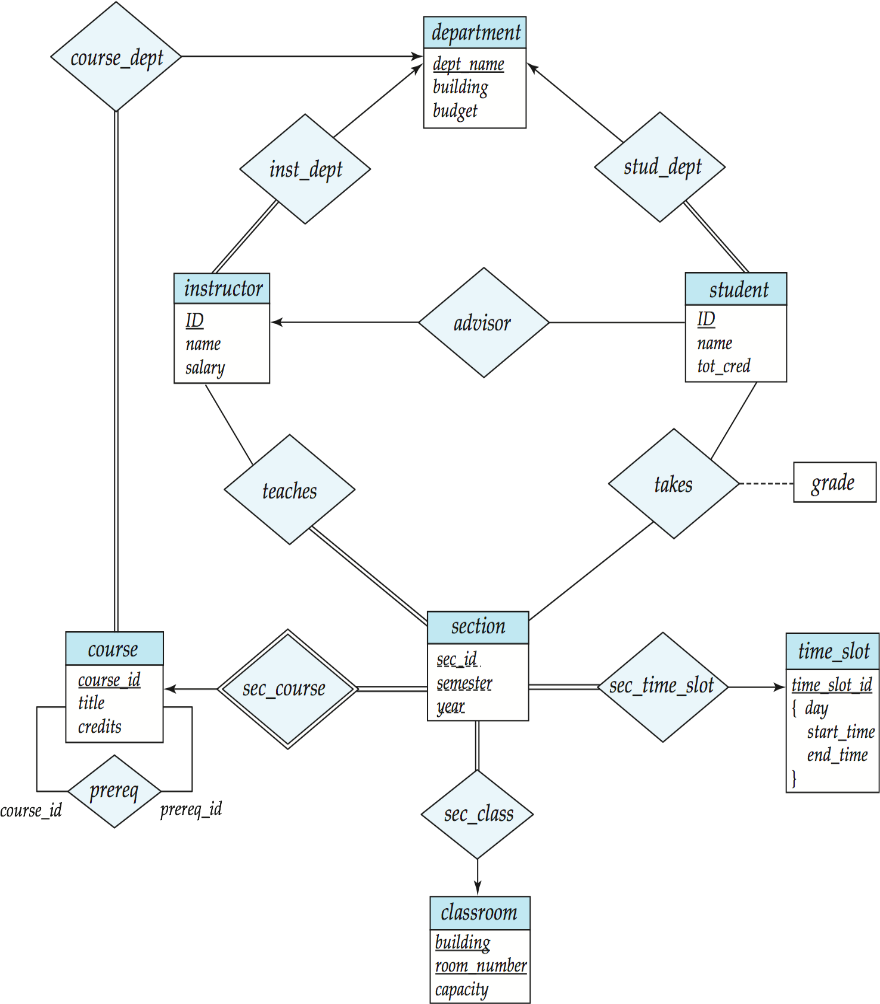 department
course_dept
dept_name
building
budget
inst_dept
stud_dept
instructor
ID
name
salary
advisor
student
ID
name
tot_cred
teaches
takes
grade
section
sec_id
semester
year
course
course_id
title
credits
sec_course
sec_time_slot
time_slot
time_slot_id
{ day
start_time
end_time
}
prereq
course_id
prereq_id
sec_class
classroom
building
room_number
capacity